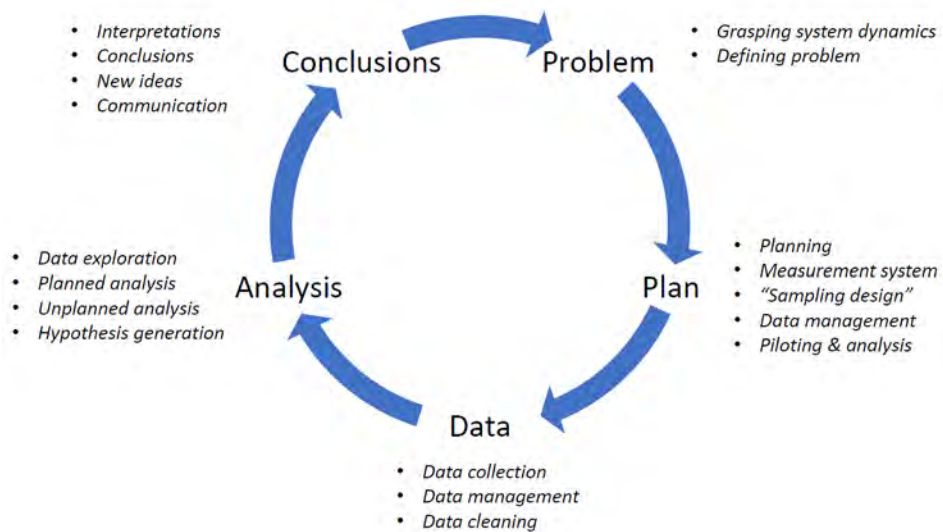 • Interpretations
• Conclusions
• New ideas
• Communication
Conclusions
Problem
• Grasping system dynamics
• Defining problem
Plan
• Planning
• Measurement system
• “Sampling design”
• Data management
• Piloting & analysis
Data
• Data collection
• Data management
• Data cleaning
Analysis
• Data exploration
• Planned analysis
• Unplanned analysis
• Hypothesis generation